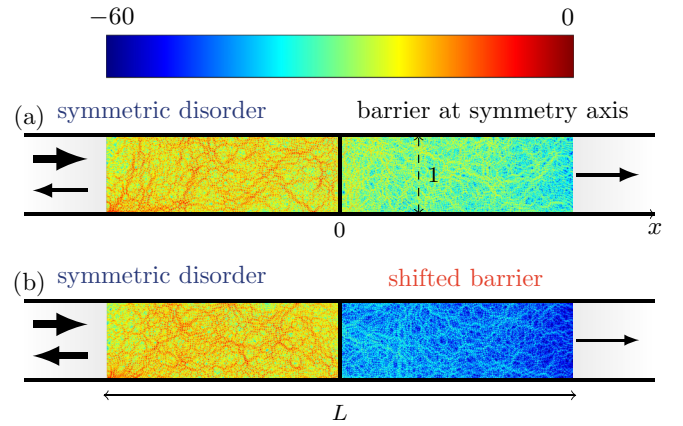 −60 0
(a) symmetric disorder barrier at symmetry axis
1
0 x
(b) symmetric disorder shifted barrier
L